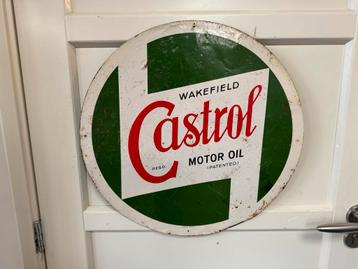 WAKEFIELD
Castrol
REGD.
MOTOR OIL
(PATENTED)